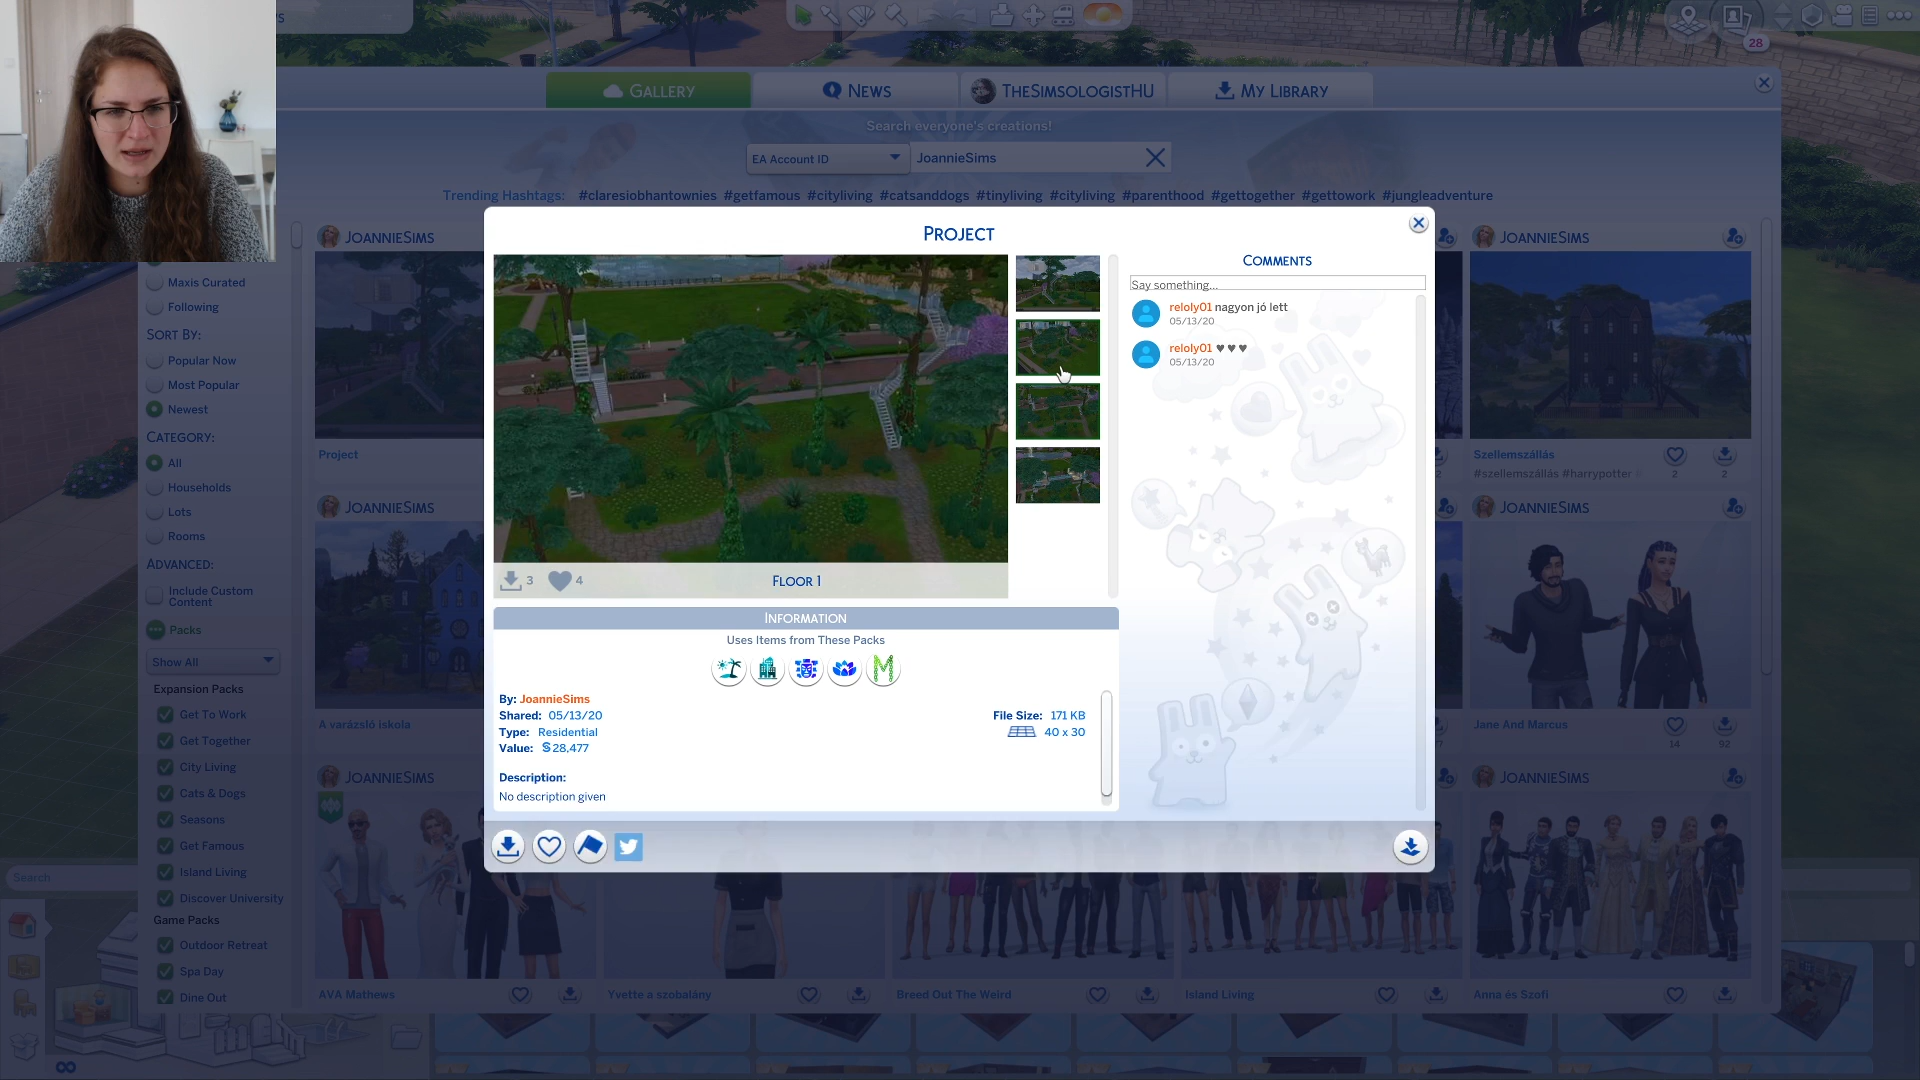 28
GALLERY
NEWS
THESIMSOLOGISTHU
MY LIBRARY
Search everyone's creations!
EA Account ID
JoannieSims
Trending Hashtags: #claresiobhantownies #getfamous #cityliving #catsanddogs #tinyliving #cityliving #parenthood #gettogether #gettowork #jungleadventure
JOANNIESIMS
JOANNIESIMS
Maxis Curated
Following
SORT BY:
Popular Now
Most Popular
Newest
CATEGORY:
All
Households
Lots
Rooms
ADVANCED:
Include Custom
Content
Packs
Show All
Expansion Packs
Get To Work
Get Together
City Living
Cats & Dogs
Seasons
Get Famous
Island Living
Discover University
Game Packs
Outdoor Retreat
Spa Day
Dine Out
Search
Project
JOANNIESIMS
A varázsló iskola
JOANNIESIMS
AVA Mathews
Yvette a szobalány
Breed Out The Weird
Island Living
Anna és Szofi
PROJECT
3
4
FLOOR 1
INFORMATION
Uses Items from These Packs
By: JoannieSims
Shared: 05/13/20
Type: Residential
Value: §28,477
File Size: 171 KB
40 x 30
Description:
No description given
COMMENTS
Say something...
reloly01 nagyon jó lett
05/13/20
reloly01 ♥♥♥
05/13/20
Szellemszállás
#szellemszállás #harrypotter
2
2
JOANNIESIMS
Jane And Marcus
14
92
JOANNIESIMS